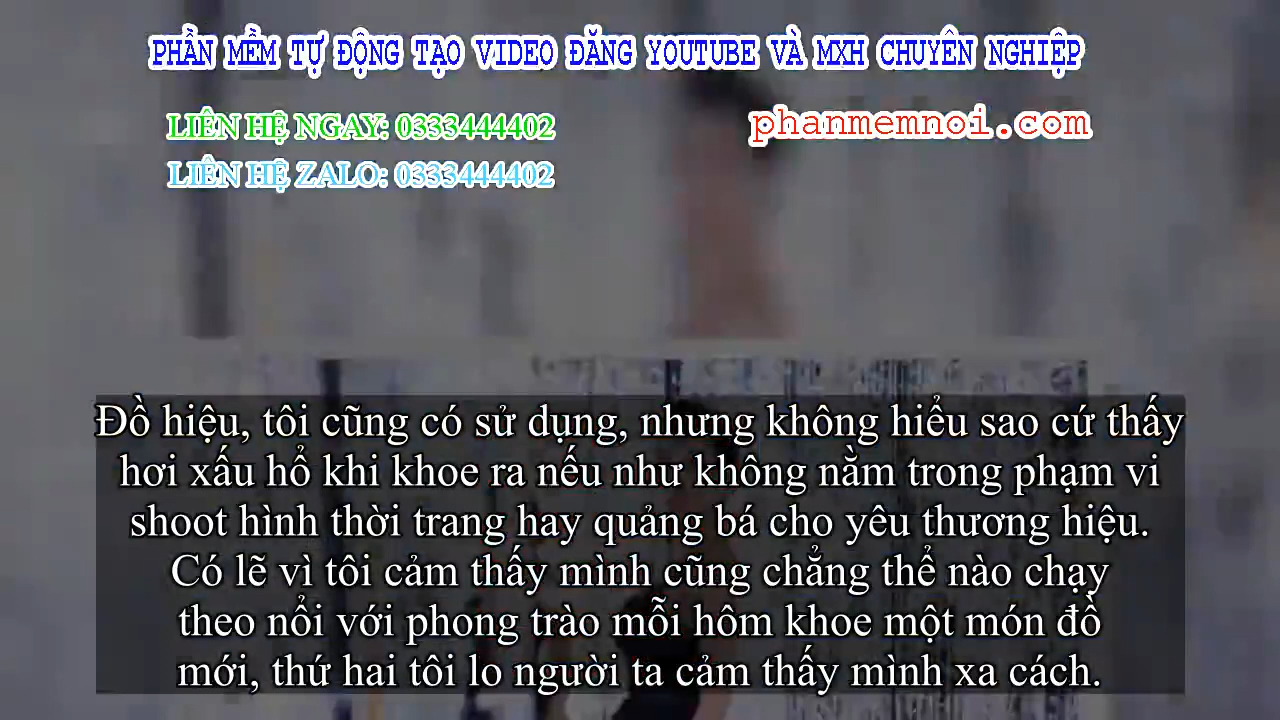 PHẦN MỀM TỰ ĐỘNG TẠO VIDEO ĐĂNG YOUTUBE VÀ MXH CHUYÊN NGHIỆP
LIÊN HỆ NGAY: 0333444402
phanmemnoi.com
LIÊN HỆ ZALO: 0333444402
Đồ hiệu, tôi cũng có sử dụng, nhưng không hiểu sao cứ thấy
hơi xấu hổ khi khoe ra nếu như không nằm trong phạm vi
shoot hình thời trang hay quảng bá cho yêu thương hiệu.
Có lẽ vì tôi cảm thấy mình cũng chẳng thể nào chạy
theo nổi với phong trào mỗi hôm khoe một món đồ
mới, thứ hai tôi lo người ta cảm thấy mình xa cách.